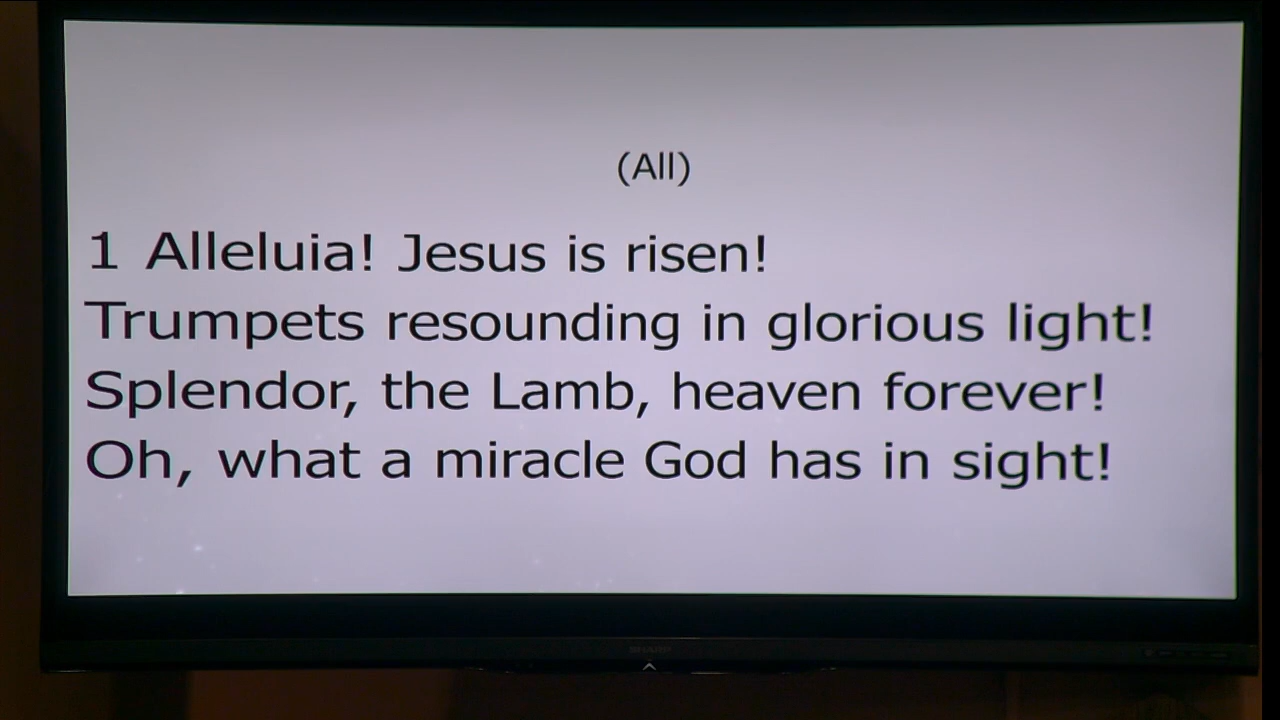 (All)
1 Alleluia! Jesus is risen!
Trumpets resounding in glorious light!
Splendor, the Lamb, heaven forever!
Oh, what a miracle God has in sight!
SHARP